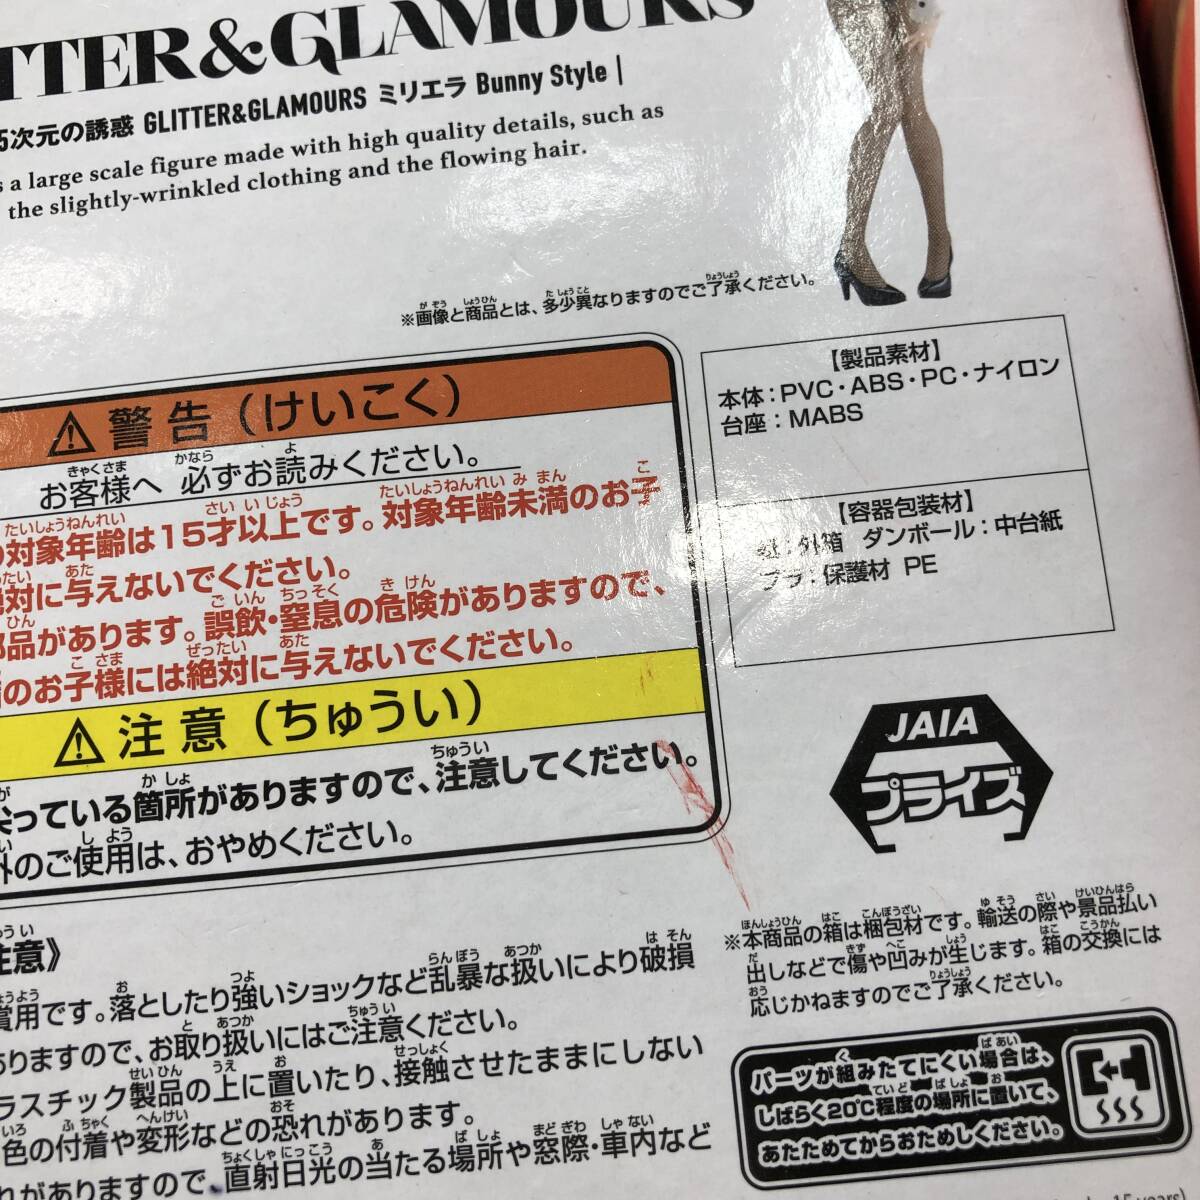 TTER&GLAMOURS
5次元の誘惑 GLITTER&GLAMOURS ミリエラ Bunny Style |
s a large scale figure made with high quality details, such as
the slightly-wrinkled clothing and the flowing hair.
※画像と商品とは、多少異なりますのでご了承ください。
警告（けいこく）
お客様へ 必ずお読みください。
対象年齢は15才以上です。対象年齢未満のお子
対に与えないでください。
品があります。誤飲・窒息の危険がありますので、
のお子様には絶対に与えないでください。
注意（ちゅうい）
っている箇所がありますので、注意してください。
外のご使用は、おやめください。
注意》
賞用です。落としたり強いショックなど乱暴な扱いにより破損
ありますので、お取り扱いにはご注意ください。
ラスチック製品の上に置いたり、接触させたままにしない
色の付着や変形などの恐れがあります。
れがありますので、直射日光の当たる場所や窓際・車内など
【製品素材】
本体：PVC・ABS・PC・ナイロン
台座：MABS
【容器包装材】
紙：外箱 ダンボール：中台紙
プラ：保護材 PE
JAIA
プライズ
※本商品の箱は梱包材です。輸送の際や景品払い
出しなどで傷や凹みが生じます。箱の交換には
応じかねますのでご了承ください。
パーツが組みたてにくい場合は、
しばらく20℃程度の場所に置いて、
あたためてからおためしください。
15 years)